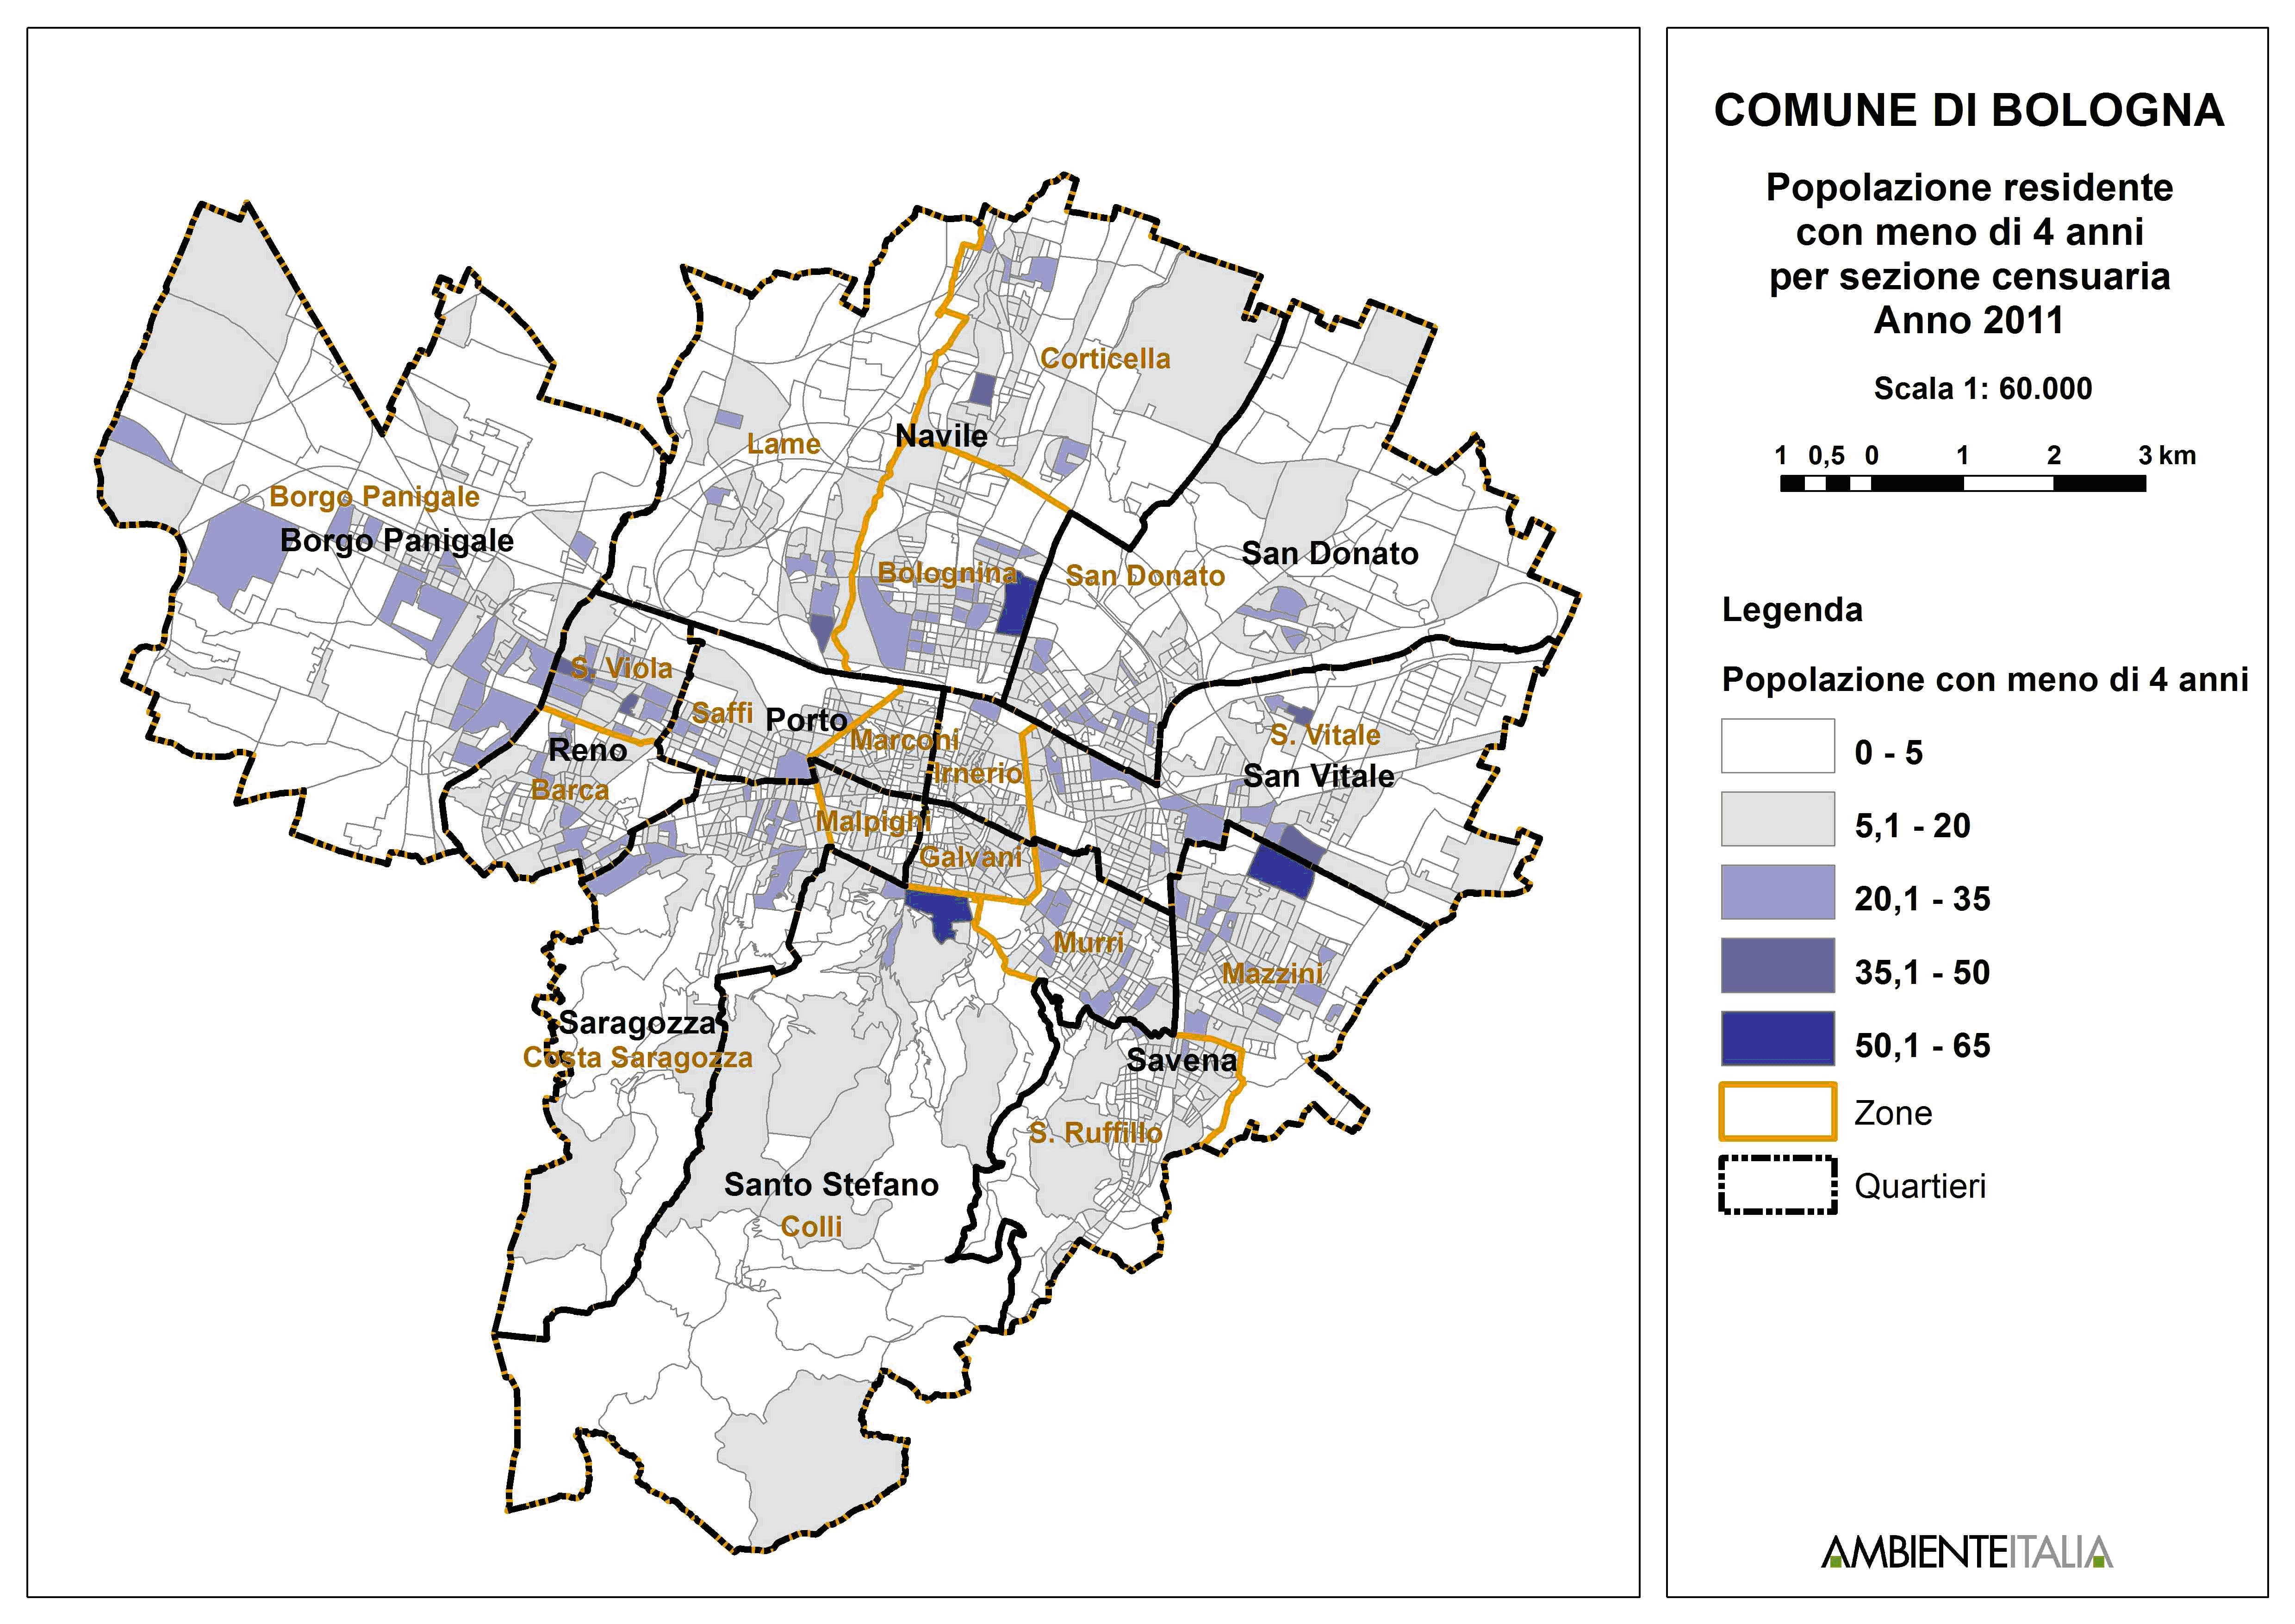 COMUNE DI BOLOGNA
Popolazione residente
con meno di 4 anni
per sezione censuaria
Anno 2011
Scala 1: 60.000
1 0,5 0 1 2 3 km
Legenda
Popolazione con meno di 4 anni
0 - 5
5,1 - 20
20,1 - 35
35,1 - 50
50,1 - 65
Zone
Quartieri
AMBIENTEITALIA
Corticella
Navile
Lame
Borgo Panigale
Borgo Panigale
Bolognina
San Donato
San Donato
S. Viola
Saffi
Porto
Marconi
Reno
Barca
Irnerio
S. Vitale
San Vitale
Malpighi
Galvani
Murri
Mazzini
Saragozza
Costa Saragozza
Savena
S. Ruffillo
Santo Stefano
Colli